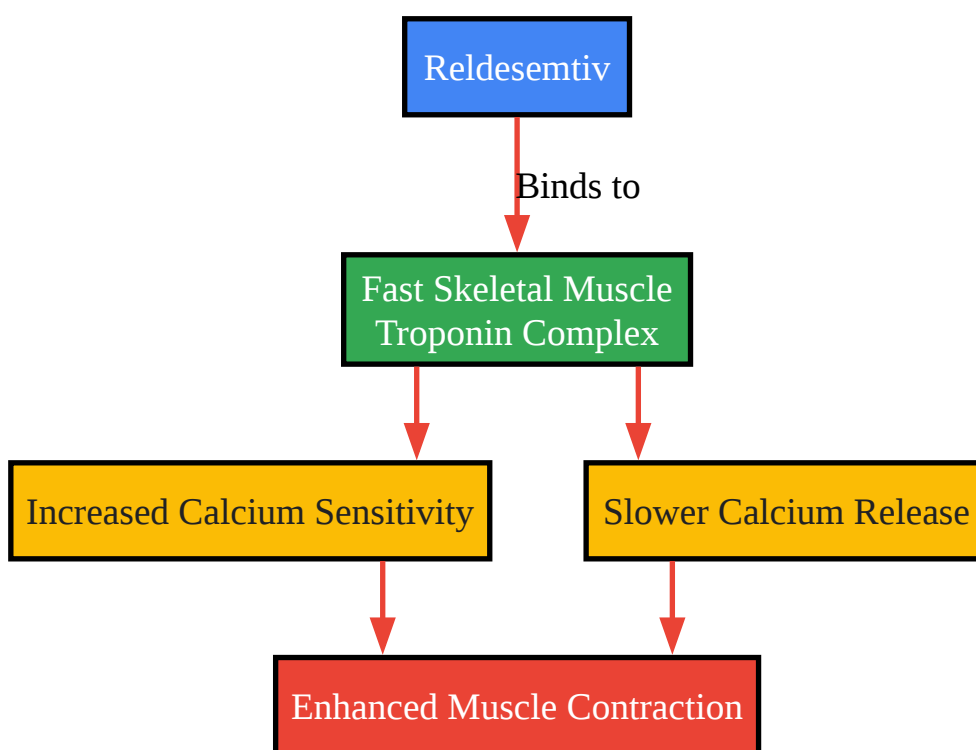 Reldesemtiv
Binds to
Fast Skeletal Muscle
Troponin Complex
Increased Calcium Sensitivity
Slower Calcium Release
Enhanced Muscle Contraction